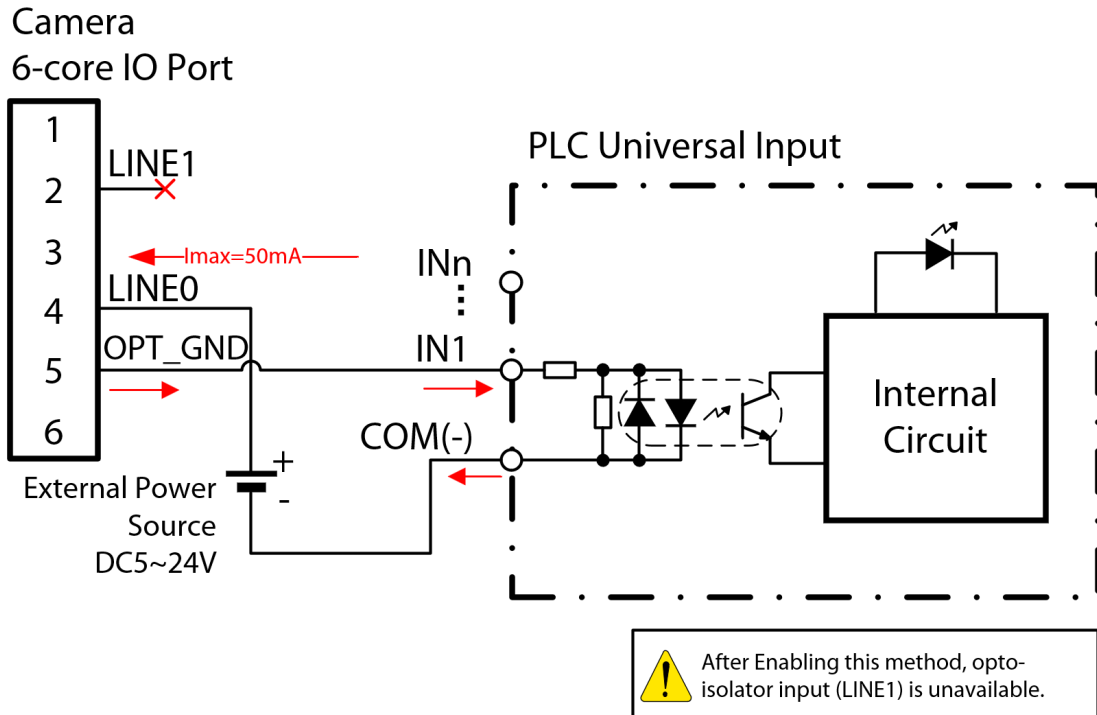 Camera
6-core IO Port
1
LINE1
2
3
Imax=50mA
LINE0
4
OPT_GND
5
6
External Power
Source
DC5~24V
+
-
PLC Universal Input
INn
IN1
COM(-)
Internal
Circuit
!
After Enabling this method, opto-
isolator input (LINE1) is unavailable.